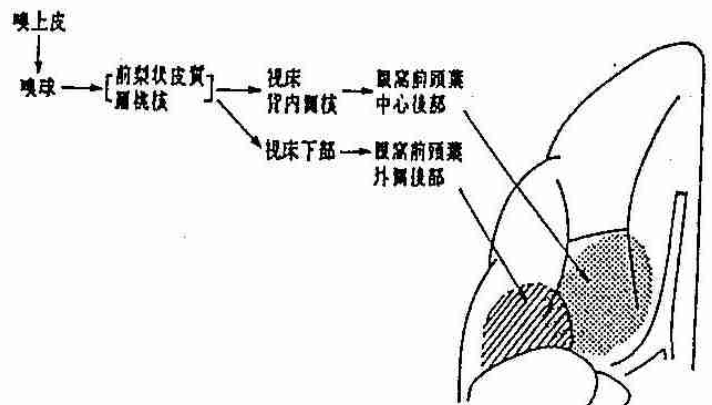 嗅上皮
嗅球
前梨状皮質
扁桃核
視床
背内側核
眼窩前頭葉
中心後部
視床下部
眼窩前頭葉
外側後部